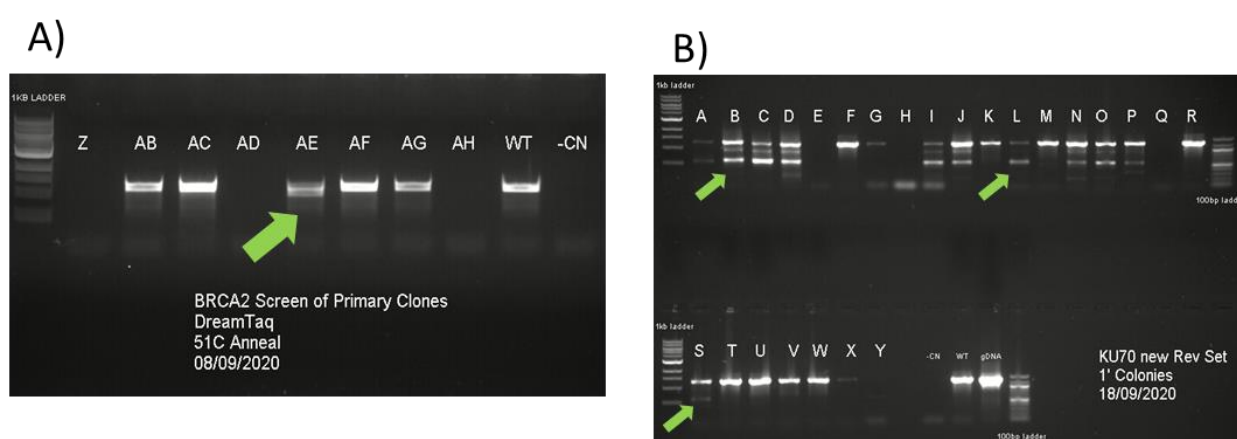 A)
1KB LADDER
Z AB AC AD AE AF AG AH WT -CN
BRCA2 Screen of Primary Clones
DreamTaq
51C Anneal
08/09/2020
B)
1kb ladder
A B C D E F G H I J K L M N O P Q R
100bp ladd
1kb ladder
S T U V W X Y -CN WT gDNA
KU70 new Rev Set
1' Colonies
18/09/2020
100bp ladder